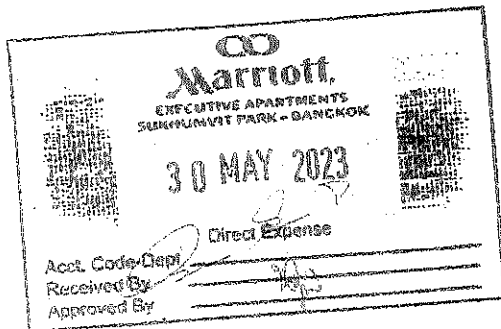 Marriott
EXECUTIVE APARTMENTS
SUKHUMVIT PARK - BANGKOK
30 MAY 2023
Direct Expense
Acct. Code/Dept
Received By
Approved By